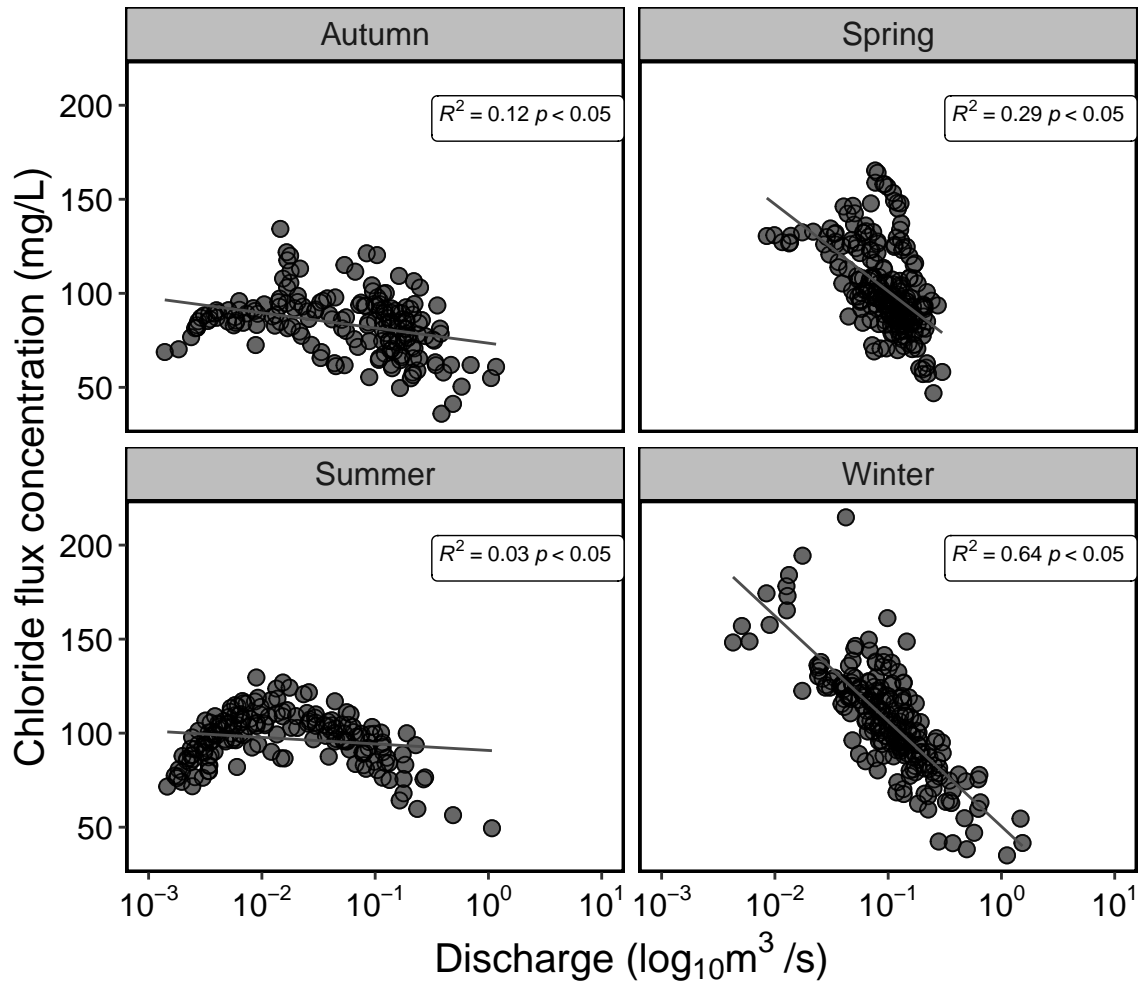 Autumn
Spring
200
150
100
50
R² = 0.12 p < 0.05
R² = 0.29 p < 0.05
Summer
Winter
200
150
100
50
R² = 0.03 p < 0.05
R² = 0.64 p < 0.05
10⁻³ 10⁻² 10⁻¹ 10⁰ 10¹
10⁻³ 10⁻² 10⁻¹ 10⁰ 10¹
Discharge (log₁₀m³ /s)
Chloride flux concentration (mg/L)